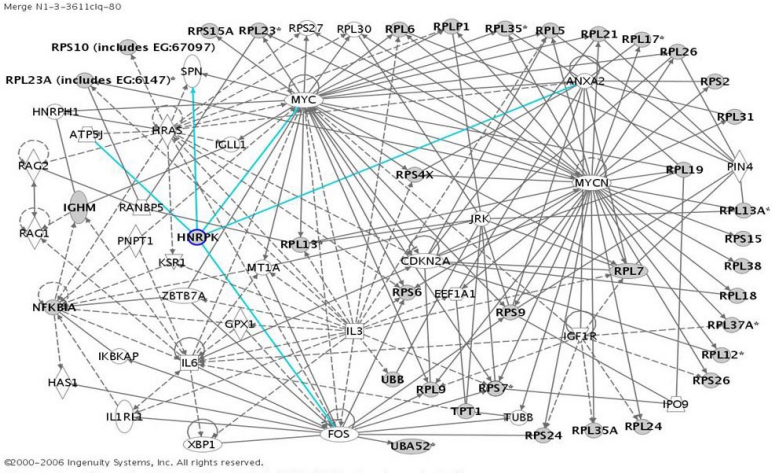 Merge N1-3-3611clq-80
RPS15A RPL23* RPS27 RPL30 RPL6 RPLP1 RPL35* RPL5 RPL21 RPL17*
RPS10 (includes EG:67097)
RPL26
RPL23A (includes EG:6147)*
SPN
ANXA2
RPS2
MYC
HNRPH1
RPL31
ATP5J
HRAS
IGLL1
RAG2
RPS4X
RPL19
PIN4
MYCN
IGHM
RANBP5
JRK
RPL13A*
RAG1
PNPT1
HNRPK
RPL13*
RPS15
KSR1
MT1A
CDKN2A
RPL7
RPL38
NFKBIA
ZBTB7A
RPS6
EEF1A1
RPL18
GPX1
IL3
RPS9
IGF1R
RPL37A*
IKBKAP
IL6
RPL12*
HAS1
UBB
RPL9
RPS7*
RPS26
IL1RL1
TPT1
TUBB
IPO9
XBP1
FOS
UBA52*
RPS24
RPL35A
RPL24
©2000-2006 Ingenuity Systems, Inc. All rights reserved.